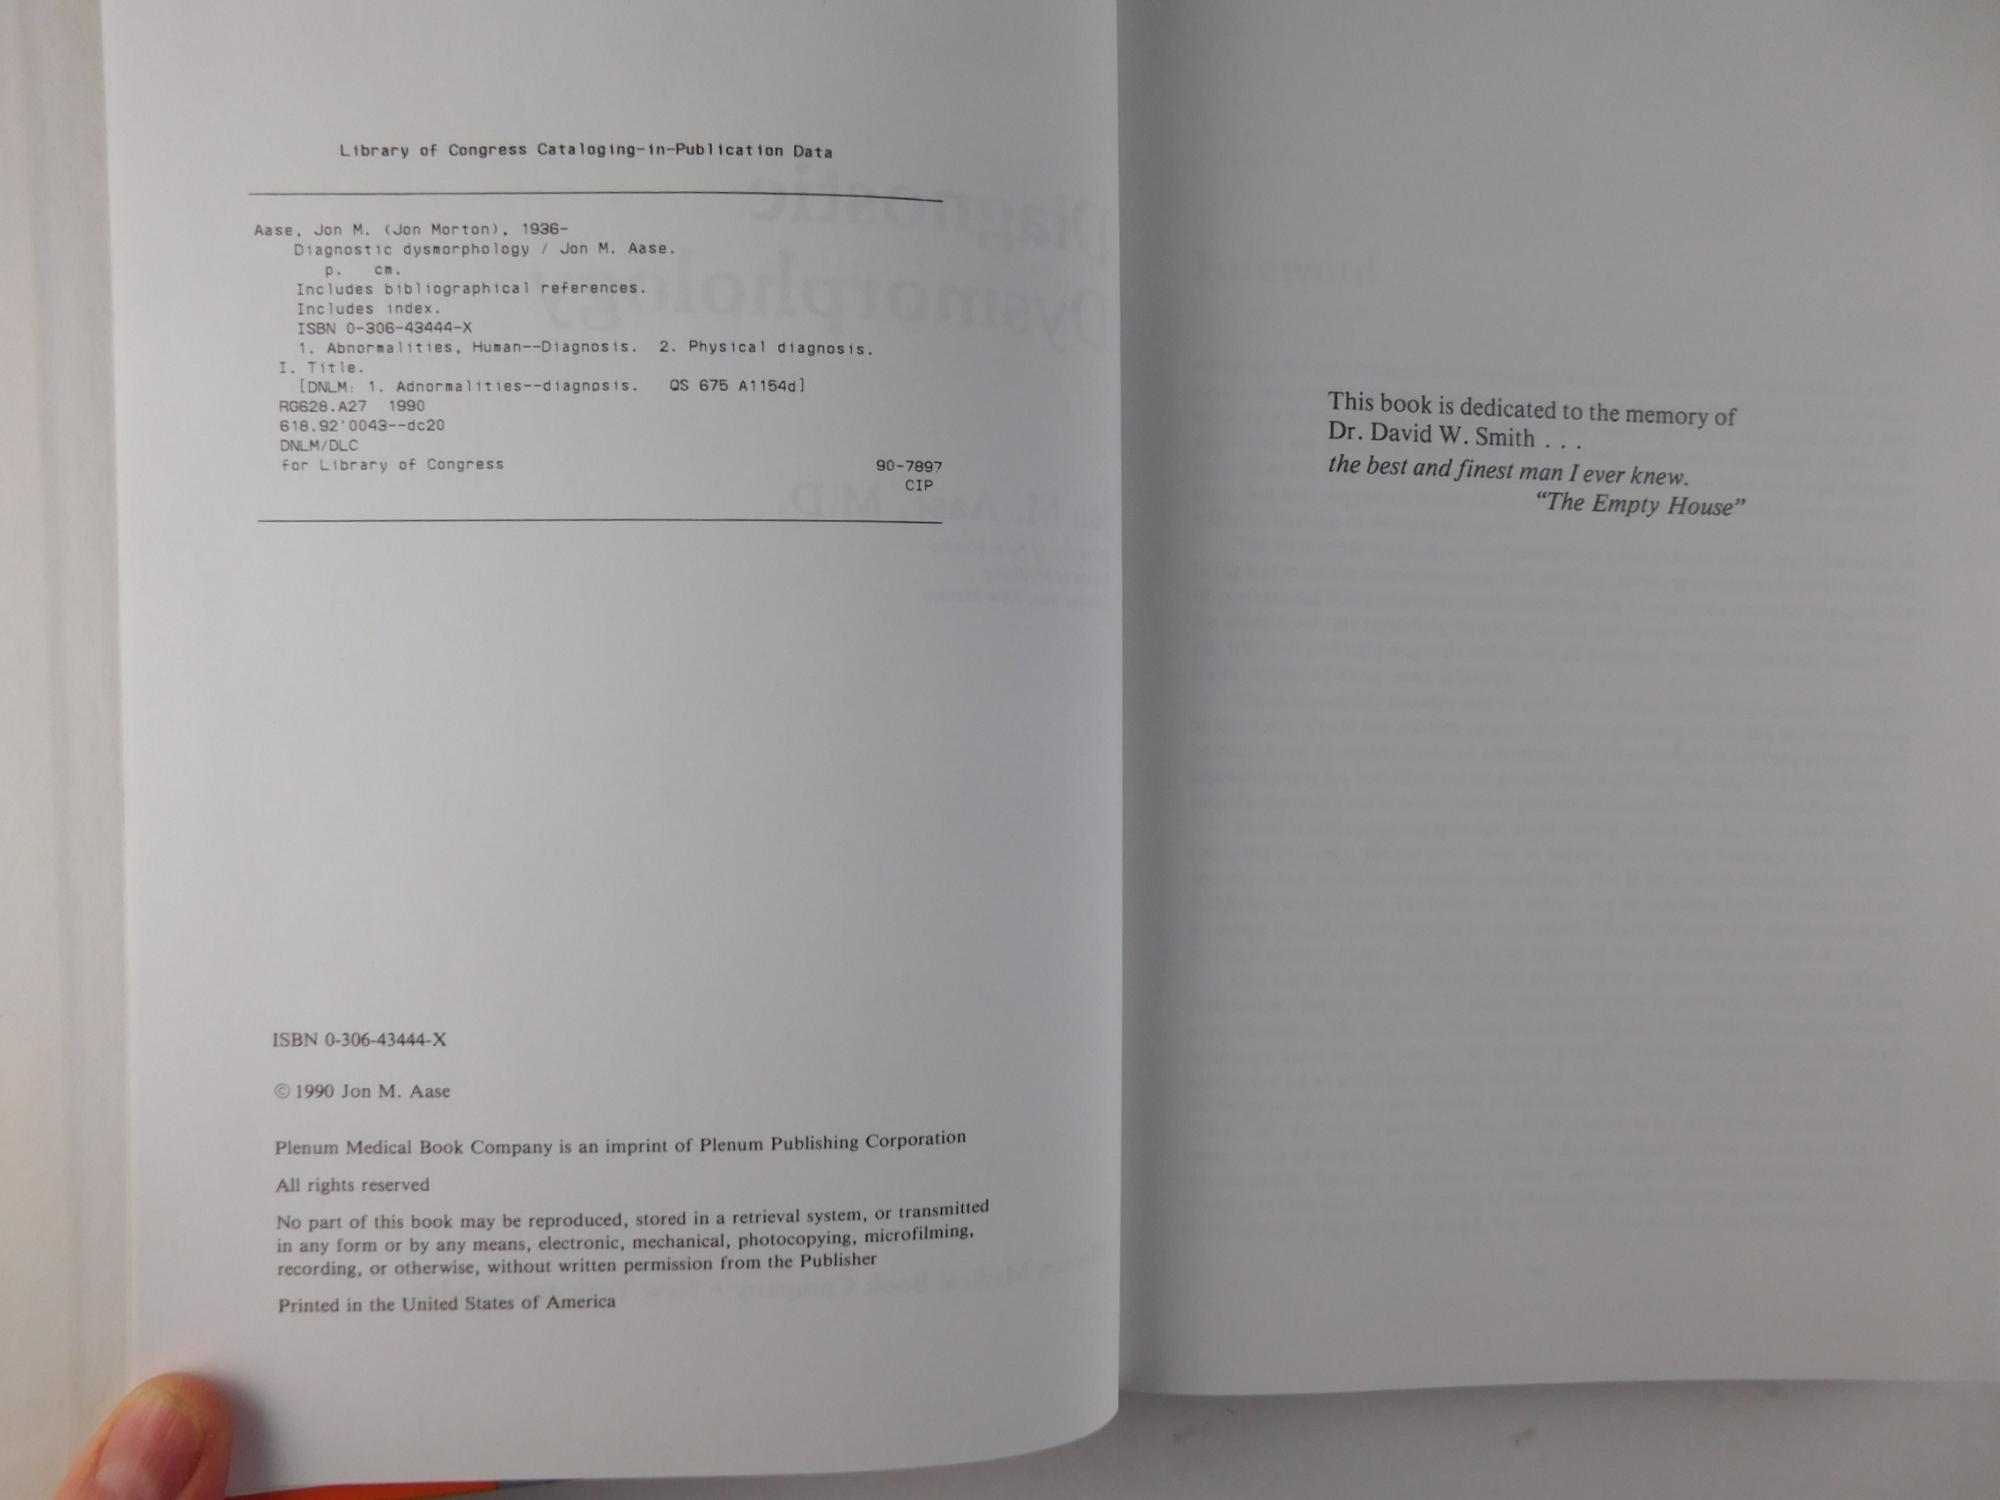 Library of Congress Cataloging-in-Publication Data
Aase, Jon M. (Jon Morton), 1936-
Diagnostic dysmorphology / Jon M. Aase.
p. cm.
Includes bibliographical references.
Includes index.
ISBN 0-306-43444-X
1. Abnormalities, Human--Diagnosis. 2. Physical diagnosis.
I. Title.
[DNLM: 1. Adnormalities--diagnosis. QS 675 A1154d]
RG628.A27 1990
618.92'0043--dc20
DNLM/DLC
for Library of Congress 90-7897
CIP
ISBN 0-306-43444-X
© 1990 Jon M. Aase
Plenum Medical Book Company is an imprint of Plenum Publishing Corporation
All rights reserved
No part of this book may be reproduced, stored in a retrieval system, or transmitted
in any form or by any means, electronic, mechanical, photocopying, microfilming,
recording, or otherwise, without written permission from the Publisher
Printed in the United States of America
This book is dedicated to the memory of
Dr. David W. Smith . . .
the best and finest man I ever knew.
“The Empty House”